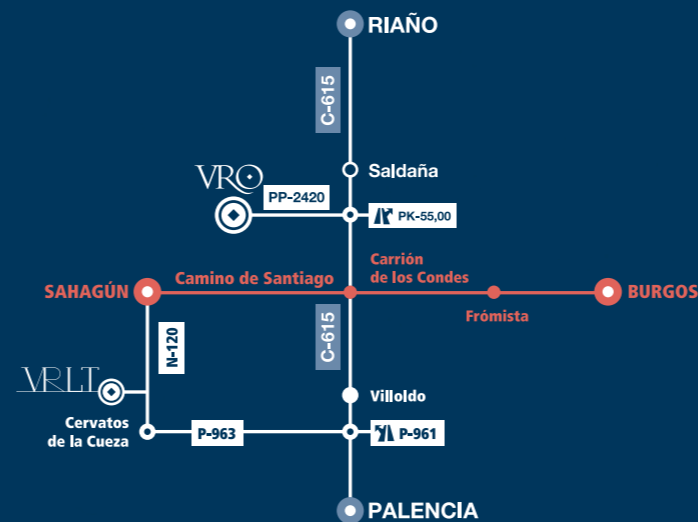 RIAÑO
C-615
Saldaña
VRO
PP-2420
PK-55,00
Carrión
de los Condes
Camino de Santiago
SAHAGÚN
BURGOS
Frómista
N-120
C-615
VRLT
Villoldo
Cervatos
de la Cueza
P-963
P-961
PALENCIA